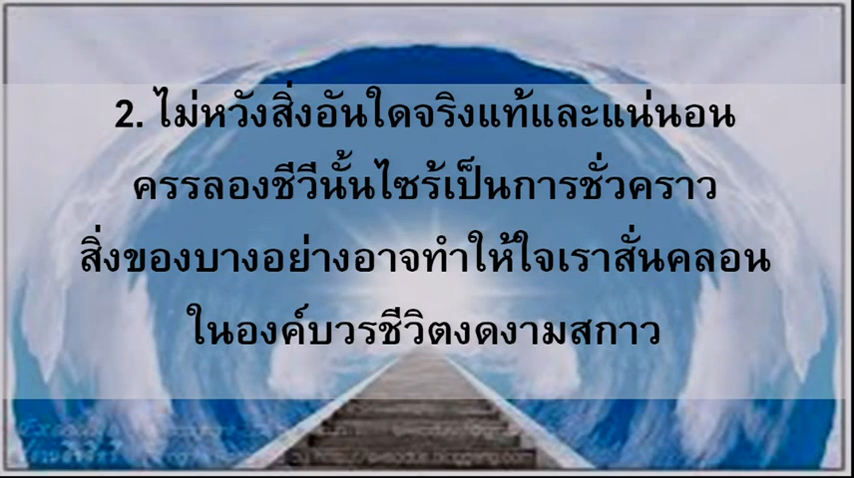 2. ไม่หวังสิ่งอันใดจริงแท้และแน่นอน
ครรลองชีวีนั้นไซร้เป็นการชั่วคราว
สิ่งของบางอย่างอาจทำให้ใจเราสั่นคลอน
ในองค์บวรชีวิตงดงามสกาว